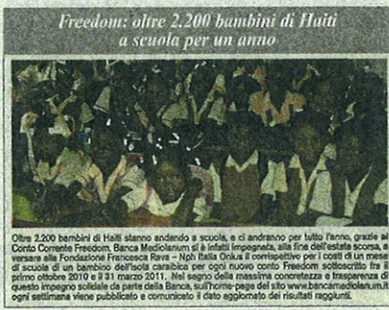 Freedom: oltre 2.200 bambini di Haiti
a scuola per un anno
Oltre 2.200 bambini di Haiti stanno andando a scuola, e ci andranno per tutto l'anno, grazie al
Conto Corrente Freedom. Banca Mediolanum si è infatti impegnata, alla fine dell'estate scorsa, a
versare alla Fondazione Francesca Rava – Nph Italia Onlus il corrispettivo per i costi di un mese
di scuola di un bambino dell'isola caraibica per ogni nuovo conto Freedom sottoscritto fra il
primo ottobre 2010 e il 31 marzo 2011. Nel segno della massima concretezza e trasparenza di
questo impegno solidale da parte della Banca, sull'home-page del sito www.bancamediolanum.it
ogni settimana viene pubblicato e comunicato il dato aggiornato dei risultati raggiunti.